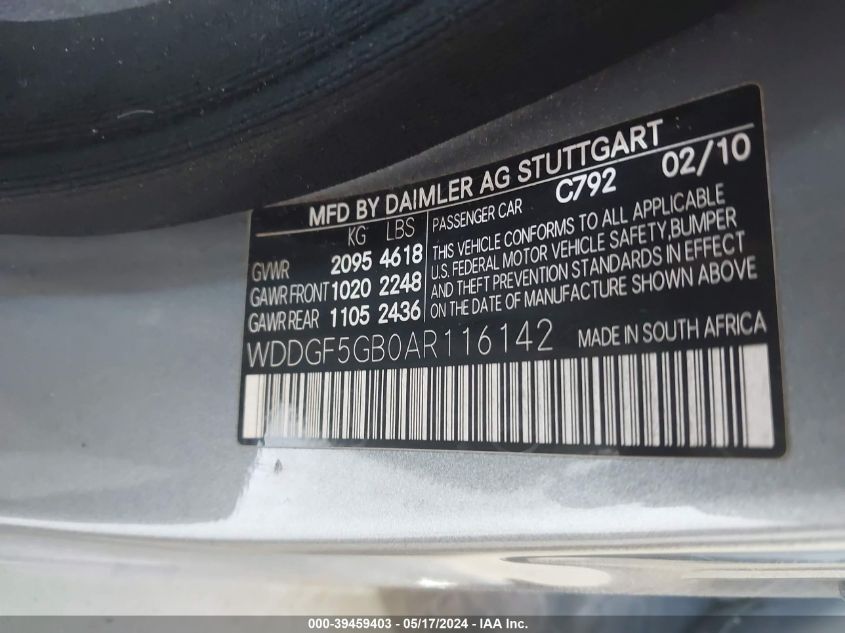 MFD BY DAIMLER AG STUTTGART
KG LBS PASSENGER CAR C792 02/10
GVWR 2095 4618
GAWR FRONT 1020 2248
GAWR REAR 1105 2436
THIS VEHICLE CONFORMS TO ALL APPLICABLE
U.S. FEDERAL MOTOR VEHICLE SAFETY, BUMPER
AND THEFT PREVENTION STANDARDS IN EFFECT
ON THE DATE OF MANUFACTURE SHOWN ABOVE
WDDGF5GB0AR116142 MADE IN SOUTH AFRICA
000-39459403 - 05/17/2024 - IAA Inc.